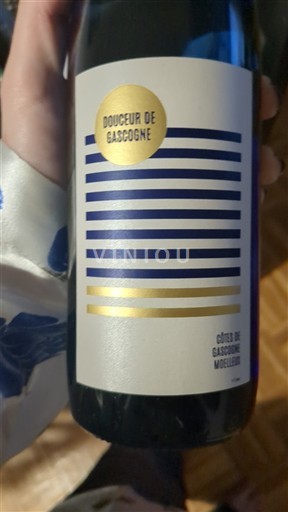 DOUCEUR DE
GASCOGNE
VINIOU
CÔTES DE
GASCOGNE
MOELLEUX